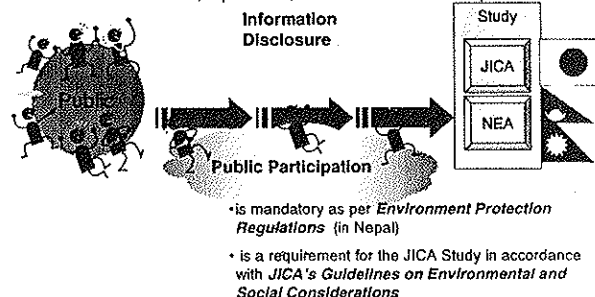 Information
Disclosure
Study
JICA
NEA
Public
Public Participation
•is mandatory as per Environment Protection
Regulations (in Nepal)
• is a requirement for the JICA Study in accordance
with JICA's Guidelines on Environmental and
Social Considerations